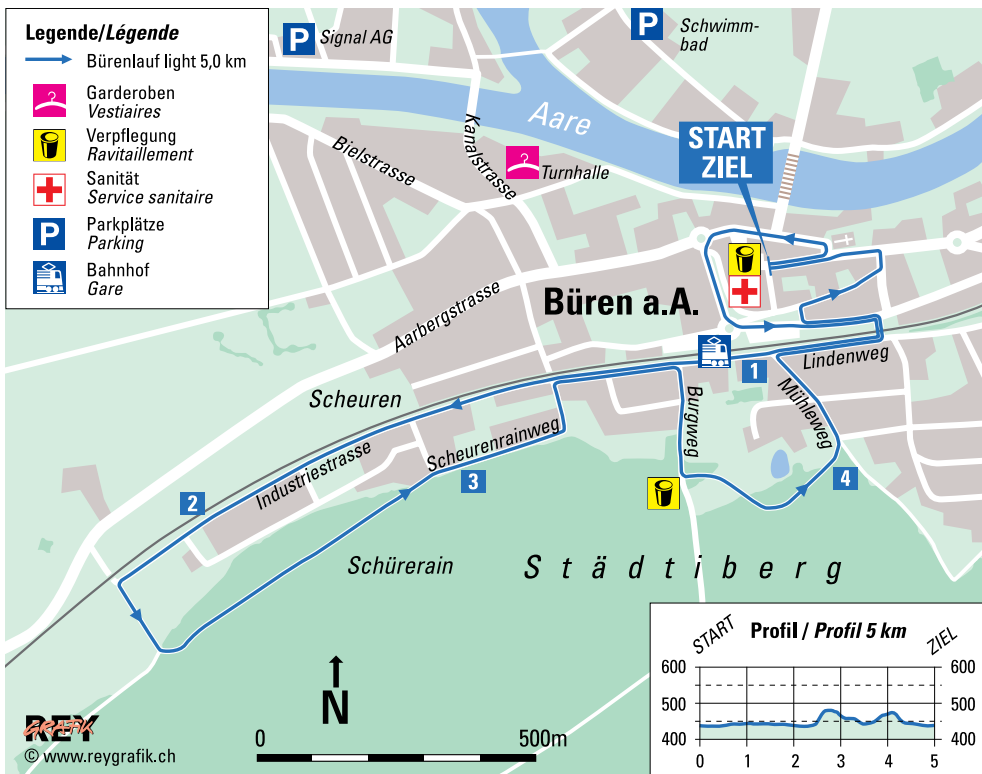 Legende/Légende
Bürenlauf light 5,0 km
Garderoben
Vestiaires
Verpflegung
Ravitaillement
Sanität
Service sanitaire
P
Parkplätze
Parking
Bahnhof
Gare
P
Signal AG
P
Schwimm-
bad
Aare
Bielstrasse
Kanalstrasse
Turnhalle
START
ZIEL
Aarbergstrasse
Büren a.A.
1
Lindenweg
Scheuren
Burgweg
Mühleweg
Scheurenrainweg
Industriestrasse
2
3
4
Schürerain
Städtiberg
N
0
500m
REY
GRAFIK
© www.reygrafik.ch
START
Profil / Profil 5 km
ZIEL
600
600
500
500
400
400
0
1
2
3
4
5